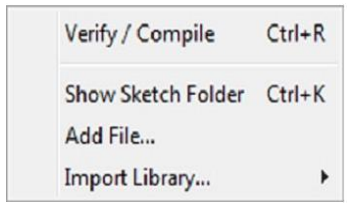 Verify / Compile Ctrl+R
Show Sketch Folder Ctrl+K
Add File...
Import Library...